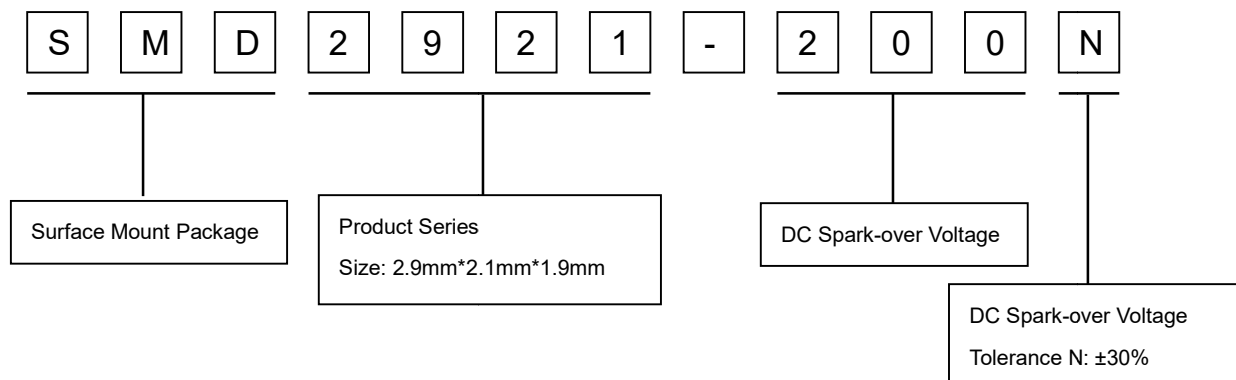 S M D 2 9 2 1 - 2 0 0 N
Surface Mount Package
Product Series
Size: 2.9mm*2.1mm*1.9mm
DC Spark-over Voltage
DC Spark-over Voltage
Tolerance N: ±30%